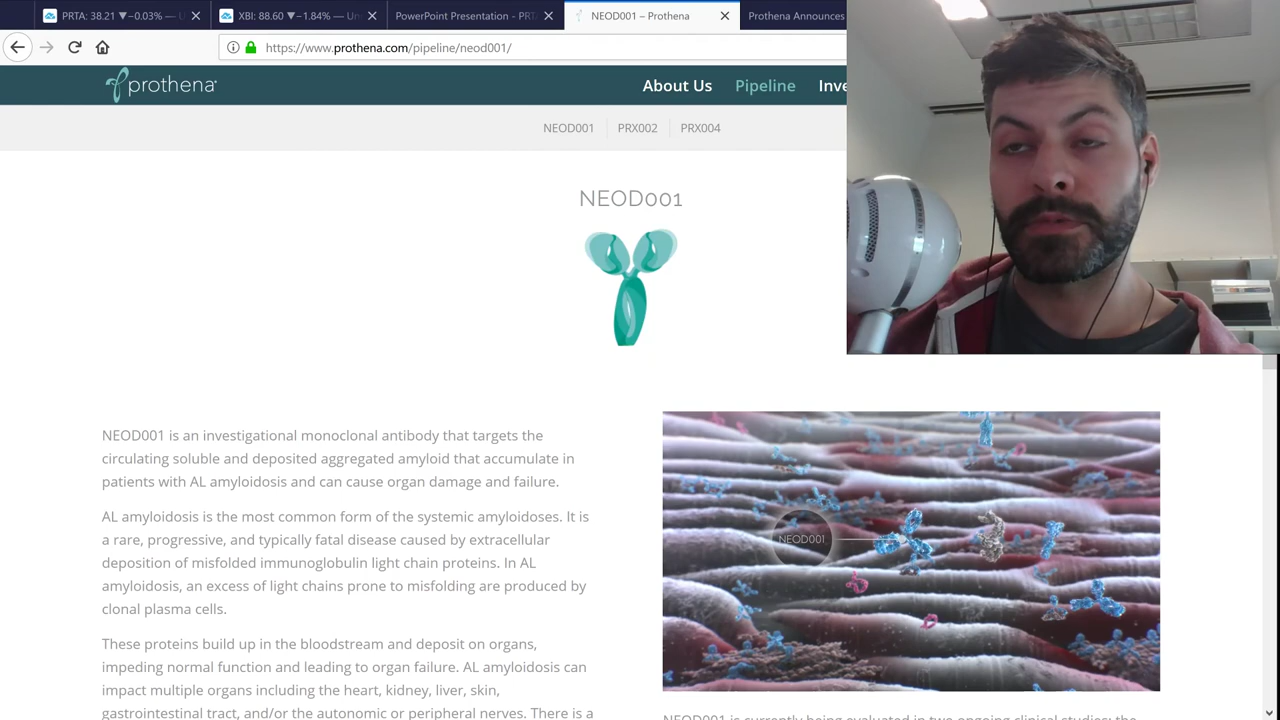 PRTA: 38.21 ▼−0.03% — U
XBI: 88.60 ▼−1.84% — Un
PowerPoint Presentation - PRT
NEOD001 – Prothena
Prothena Announces
https://www.prothena.com/pipeline/neod001/
prothena
About Us
Pipeline
Inve
NEOD001
PRX002
PRX004
NEOD001
NEOD001 is an investigational monoclonal antibody that targets the
circulating soluble and deposited aggregated amyloid that accumulate in
patients with AL amyloidosis and can cause organ damage and failure.
AL amyloidosis is the most common form of the systemic amyloidoses. It is
a rare, progressive, and typically fatal disease caused by extracellular
deposition of misfolded immunoglobulin light chain proteins. In AL
amyloidosis, an excess of light chains prone to misfolding are produced by
clonal plasma cells.
These proteins build up in the bloodstream and deposit on organs,
impeding normal function and leading to organ failure. AL amyloidosis can
impact multiple organs including the heart, kidney, liver, skin,
gastrointestinal tract, and/or the autonomic or peripheral nerves. There is a
NEOD001
NEOD001 is currently being evaluated in two ongoing clinical studies: the